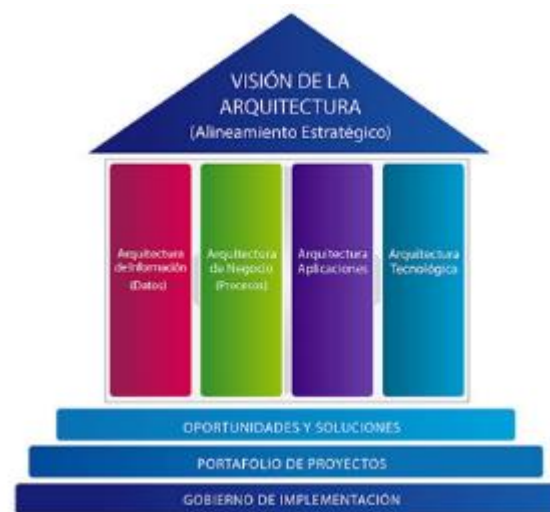 VISIÓN DE LA
ARQUITECTURA
(Alineamiento Estratégico)
Arquitectura
de Información
(Datos)
Arquitectura
de Negocio
(Procesos)
Arquitectura
Aplicaciones
Arquitectura
Tecnológica
OPORTUNIDADES Y SOLUCIONES
PORTAFOLIO DE PROYECTOS
GOBIERNO DE IMPLEMENTACIÓN